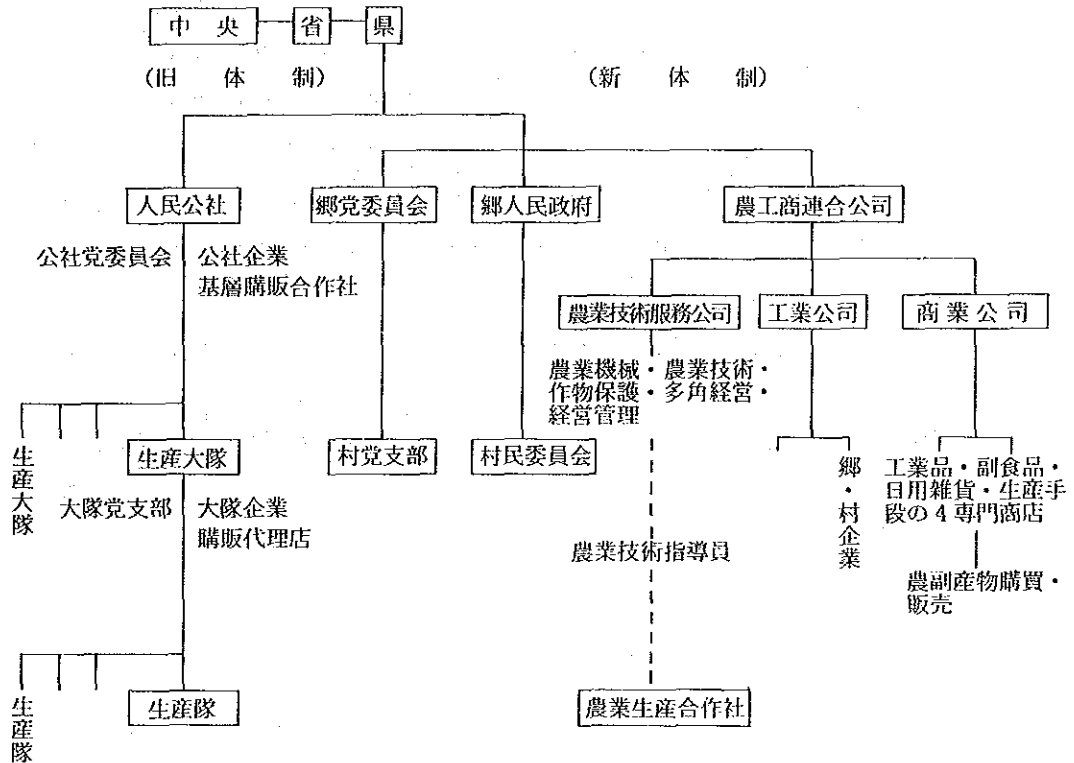 中央 省 県
(旧体制) (新体制)
人民公社 郷党委員会 郷人民政府 農工商連合公司
公社党委員会 公社企業
基層購販合作社
農業技術服務公司 工業公司 商業公司
農業機械・農業技術・
作物保護・多角経営・
経営管理
生産大隊
生産大隊 村党支部 村民委員会
大隊党支部 大隊企業
購販代理店
郷・村企業
工業品・副食品・
日用雑貨・生産手
段の4専門商店
農業技術指導員
農副産物購買・
販売
生産隊
生産隊 農業生産合作社